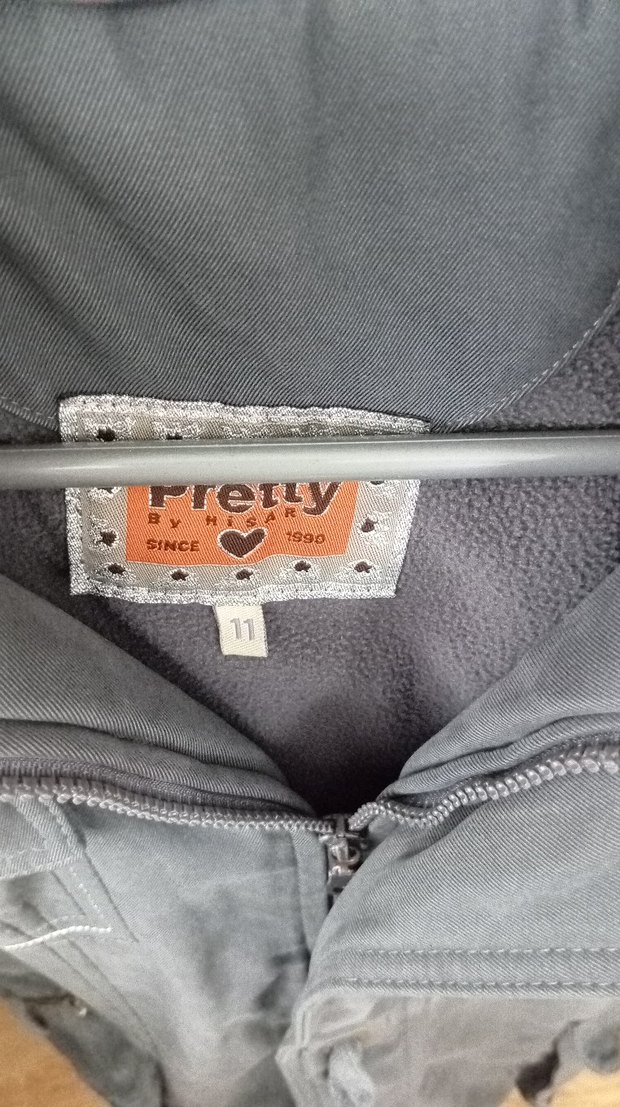 Pretty
By HiSAR
SINCE 1990
11